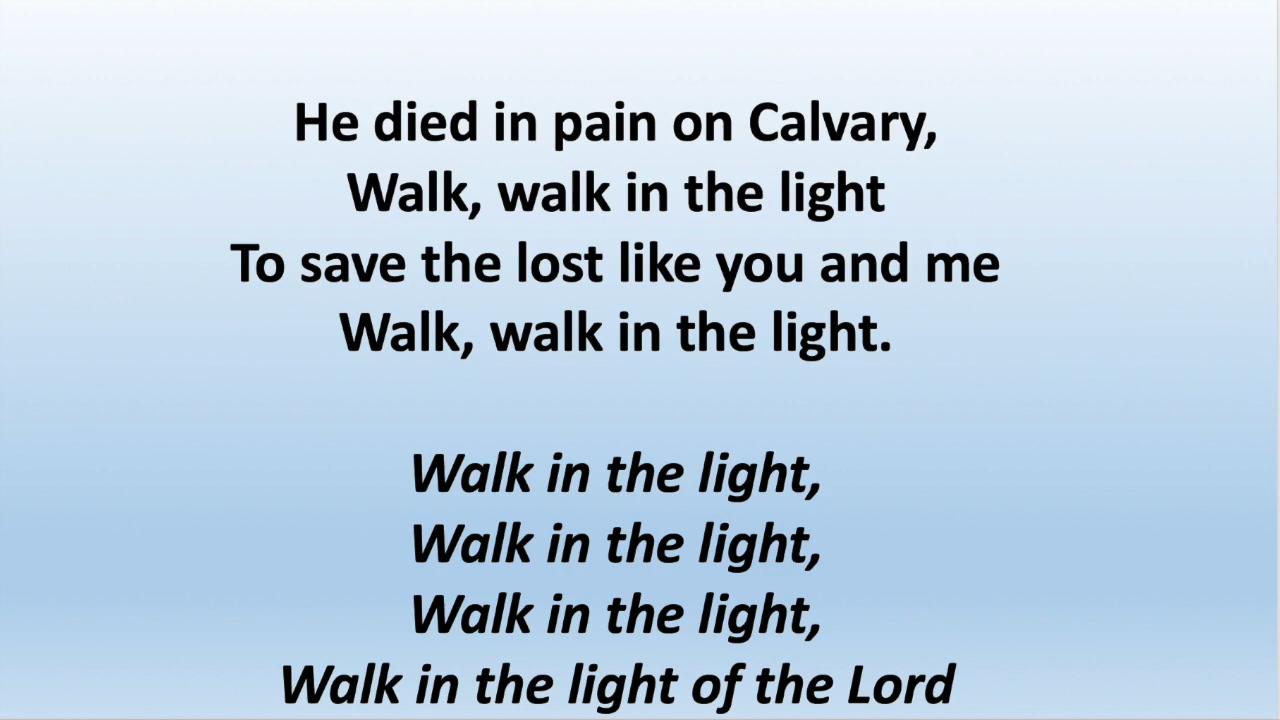 He died in pain on Calvary,
Walk, walk in the light
To save the lost like you and me
Walk, walk in the light.
Walk in the light,
Walk in the light,
Walk in the light,
Walk in the light of the Lord